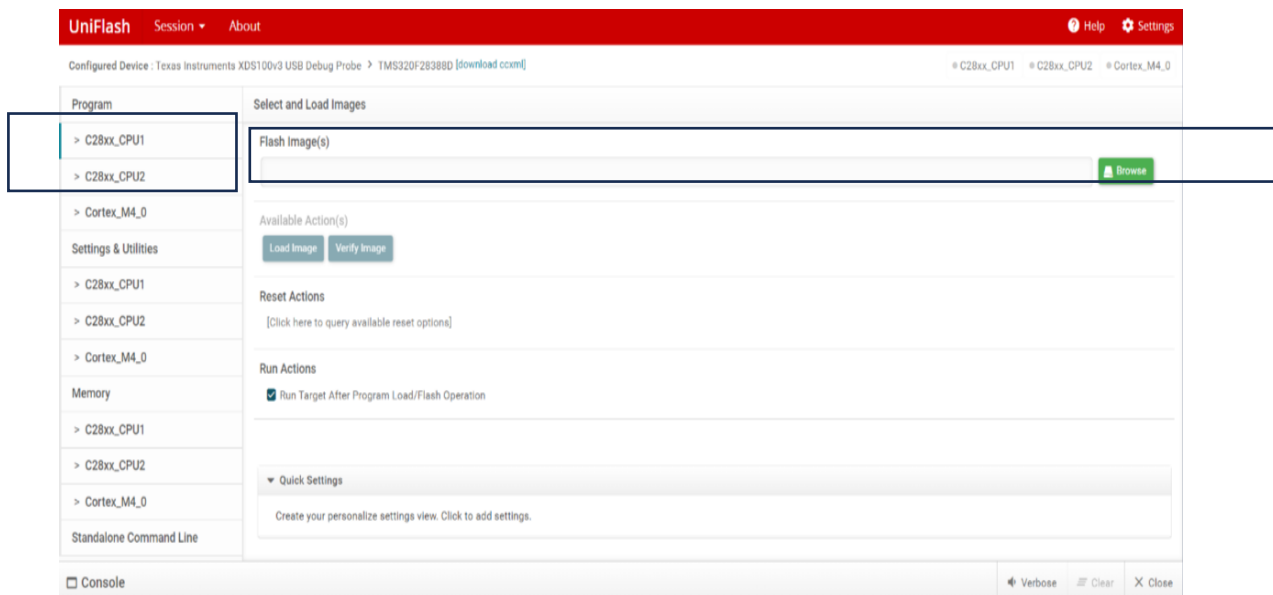 UniFlash Session About Help Settings
Configured Device : Texas Instruments XDS100v3 USB Debug Probe > TMS320F28388D [download ccxml] C28xx_CPU1 C28xx_CPU2 Cortex_M4_0
Program
> C28xx_CPU1
> C28xx_CPU2
> Cortex_M4_0
Settings & Utilities
> C28xx_CPU1
> C28xx_CPU2
> Cortex_M4_0
Memory
> C28xx_CPU1
> C28xx_CPU2
> Cortex_M4_0
Standalone Command Line
Select and Load Images
Flash Image(s)
Browse
Available Action(s)
Load Image Verify Image
Reset Actions
[Click here to query available reset options]
Run Actions
Run Target After Program Load/Flash Operation
Quick Settings
Create your personalize settings view. Click to add settings.
Console Verbose Clear X Close